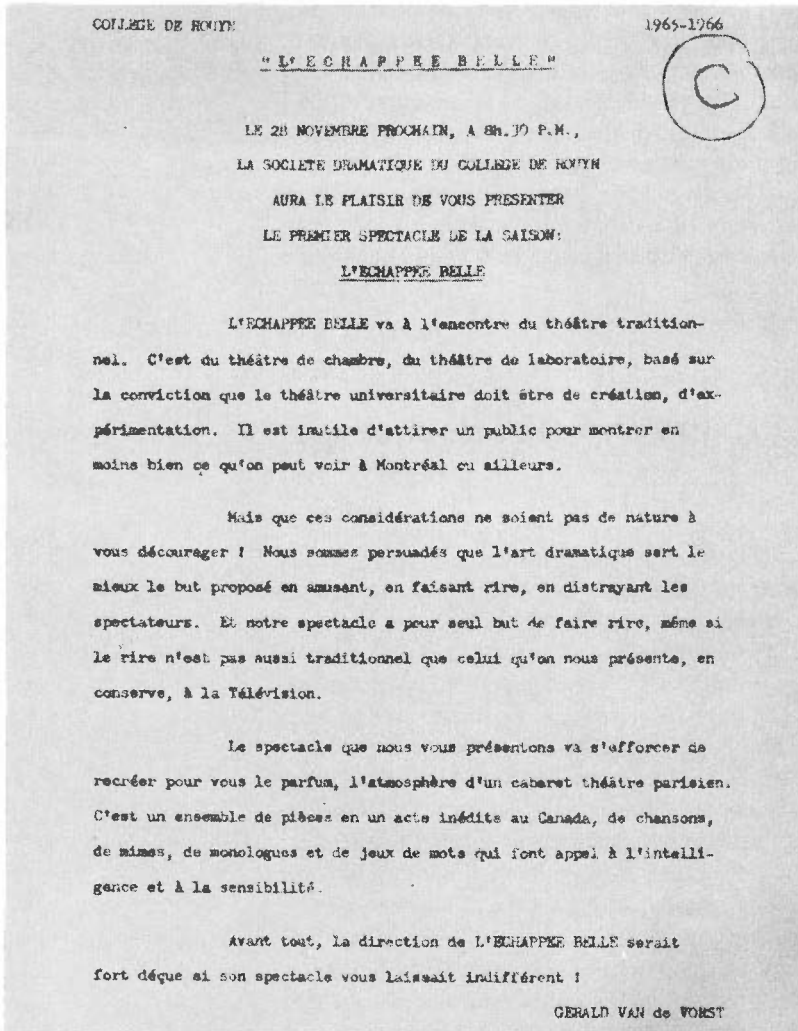 COLLEGE DE ROUYN 1965-1966
"L'ECHAPPEE BELLE"
C
LE 28 NOVEMBRE PROCHAIN, A 8h.30 P.M.,
LA SOCIETE DRAMATIQUE DU COLLEGE DE ROUYN
AURA LE PLAISIR DE VOUS PRESENTER
LE PREMIER SPECTACLE DE LA SAISON:
L'ECHAPPEE BELLE
L'ECHAPPEE BELLE va à l'encontre du théâtre tradition-
nel. C'est du théâtre de chambre, du théâtre de laboratoire, basé sur
la conviction que le théâtre universitaire doit être de création, d'ex-
périmentation. Il est inutile d'attirer un public pour montrer en
moins bien ce qu'on peut voir à Montréal ou ailleurs.
Mais que ces considérations ne soient pas de nature à
vous décourager ! Nous sommes persuadés que l'art dramatique sert le
mieux le but proposé en amusant, en faisant rire, en distrayant les
spectateurs. Et notre spectacle a pour seul but de faire rire, même si
le rire n'est pas aussi traditionnel que celui qu'on nous présente, en
conserve, à la Télévision.
Le spectacle que nous vous présentons va s'efforcer de
recréer pour vous le parfum, l'atmosphère d'un cabaret théâtre parisien.
C'est un ensemble de pièces en un acte inédits au Canada, de chansons,
de mimes, de monologues et de jeux de mots qui font appel à l'intelli-
gence et à la sensibilité.
Avant tout, la direction de L'ECHAPPEE BELLE serait
fort déçue si son spectacle vous laissait indifférent !
GERALD VAN de VORST